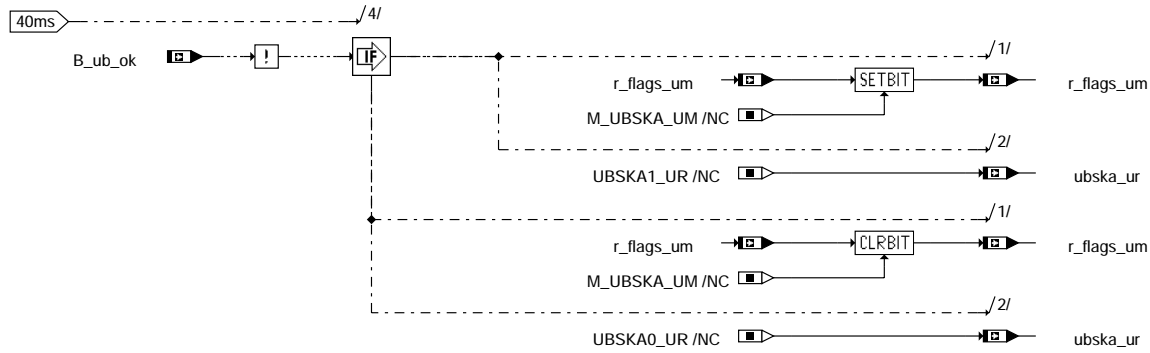 40ms /4/
B_ub_ok ! IF /1/
r_flags_um SETBIT r_flags_um
M_UBSKA_UM /NC
/2/
UBSKA1_UR /NC ubska_ur
/1/
r_flags_um CLRBIT r_flags_um
M_UBSKA_UM /NC
/2/
UBSKA0_UR /NC ubska_ur